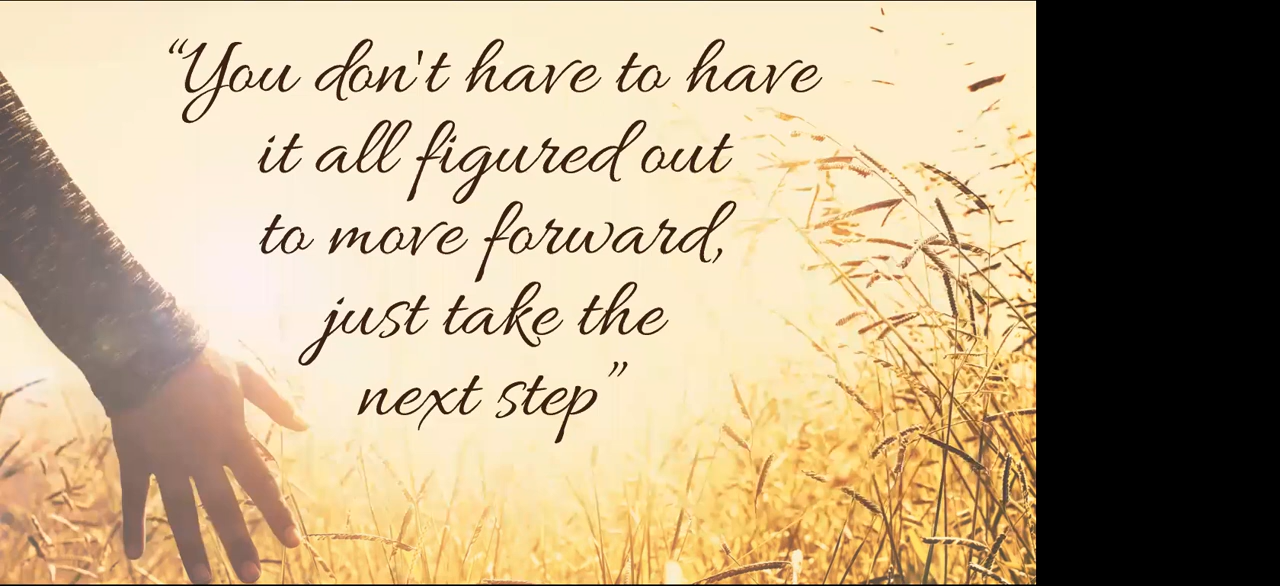 “You don't have to have
it all figured out
to move forward,
just take the
next step”